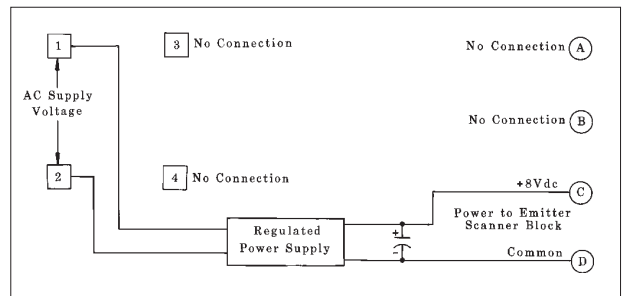 1
3 No Connection
No Connection A
AC Supply
Voltage
No Connection B
2
4 No Connection
+8Vdc
C
Power to Emitter
Scanner Block
Regulated
Power Supply
+
-
Common
D